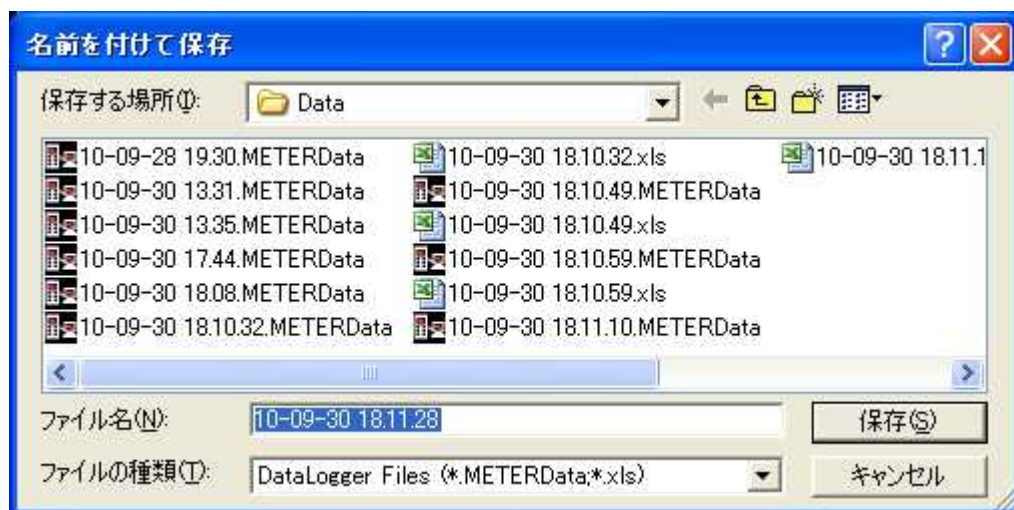 名前を付けて保存
保存する場所(I):
Data
10-09-28 19.30.METERData
10-09-30 13.31.METERData
10-09-30 13.35.METERData
10-09-30 17.44.METERData
10-09-30 18.08.METERData
10-09-30 18.10.32.METERData
10-09-30 18.10.32.xls
10-09-30 18.10.49.METERData
10-09-30 18.10.49.xls
10-09-30 18.10.59.METERData
10-09-30 18.10.59.xls
10-09-30 18.11.10.METERData
10-09-30 18.11.1
ファイル名(N):
10-09-30 18.11.28
保存(S)
ファイルの種類(T):
DataLogger Files (*.METERData;*.xls)
キャンセル